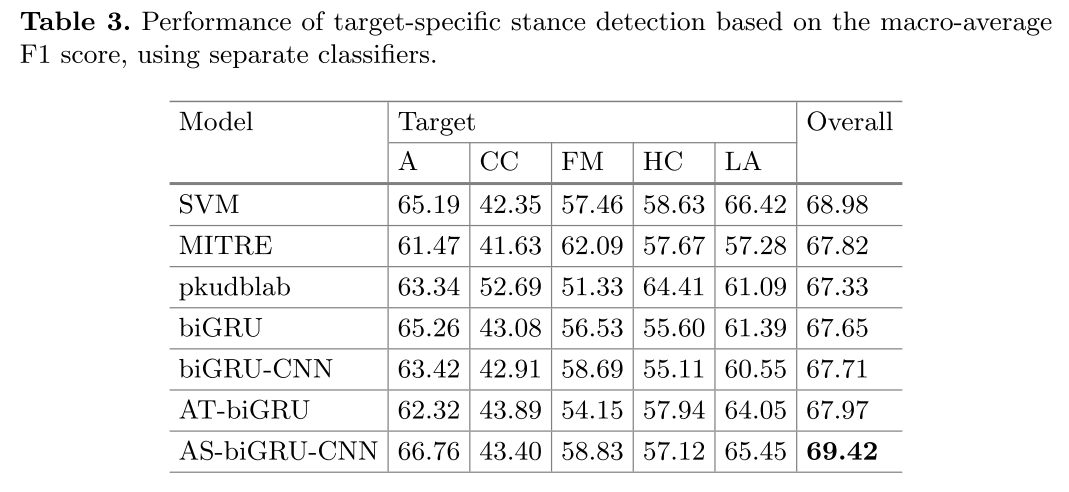 Table 3. Performance of target-specific stance detection based on the macro-average
F1 score, using separate classifiers.
Model Target Overall
A CC FM HC LA
SVM 65.19 42.35 57.46 58.63 66.42 68.98
MITRE 61.47 41.63 62.09 57.67 57.28 67.82
pkudblab 63.34 52.69 51.33 64.41 61.09 67.33
biGRU 65.26 43.08 56.53 55.60 61.39 67.65
biGRU-CNN 63.42 42.91 58.69 55.11 60.55 67.71
AT-biGRU 62.32 43.89 54.15 57.94 64.05 67.97
AS-biGRU-CNN 66.76 43.40 58.83 57.12 65.45 69.42